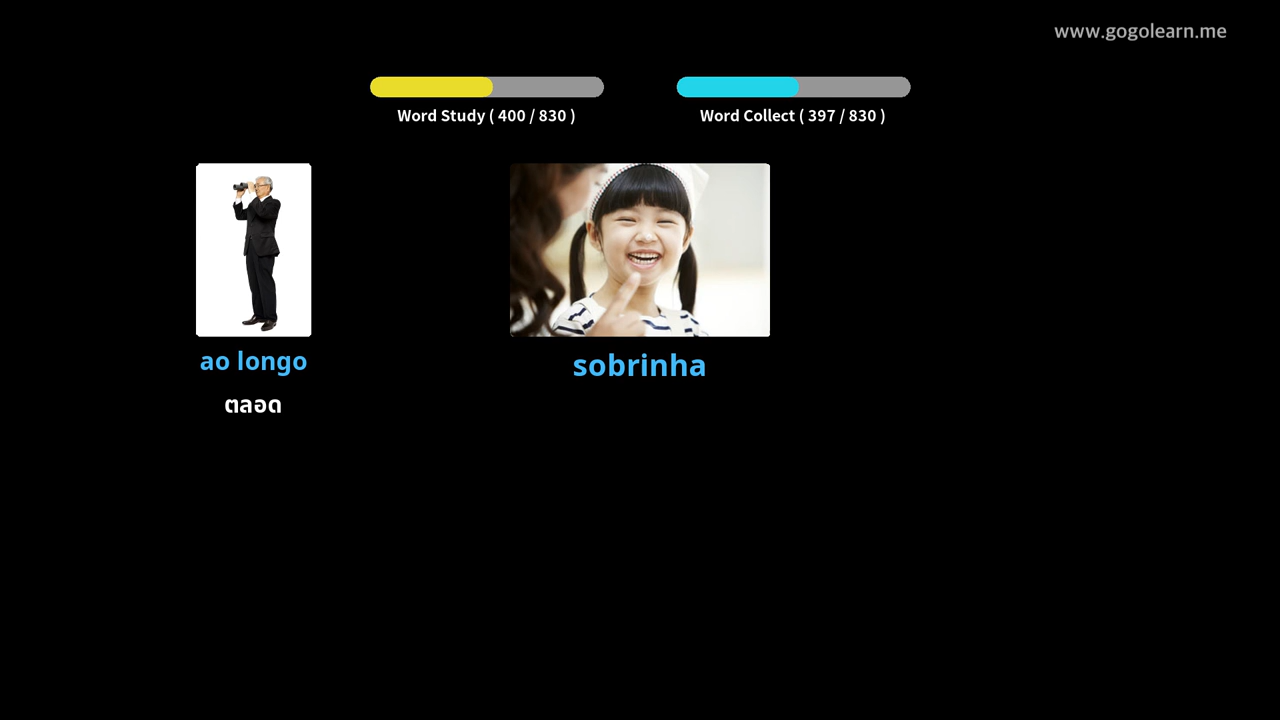 www.gogolearn.me
Word Study ( 400 / 830 )
Word Collect ( 397 / 830 )
ao longo
ตลอด
sobrinha